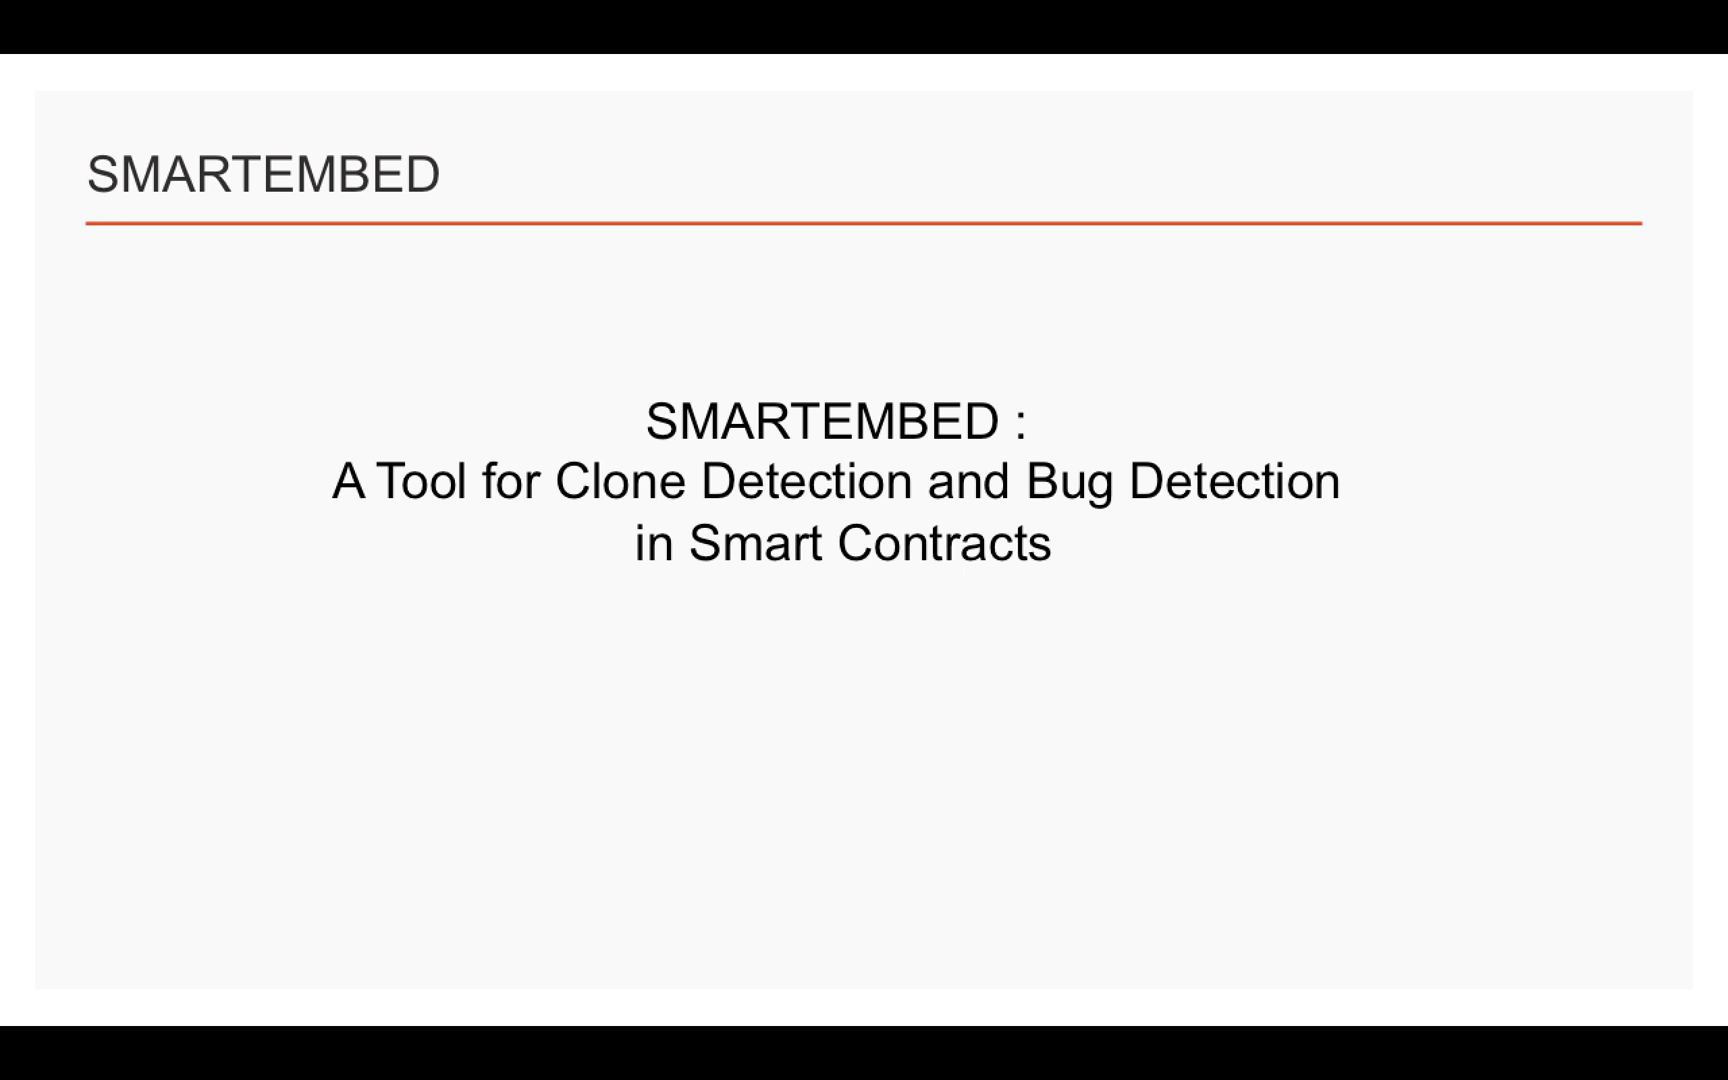 SMARTEMBED
SMARTEMBED :
A Tool for Clone Detection and Bug Detection
in Smart Contracts